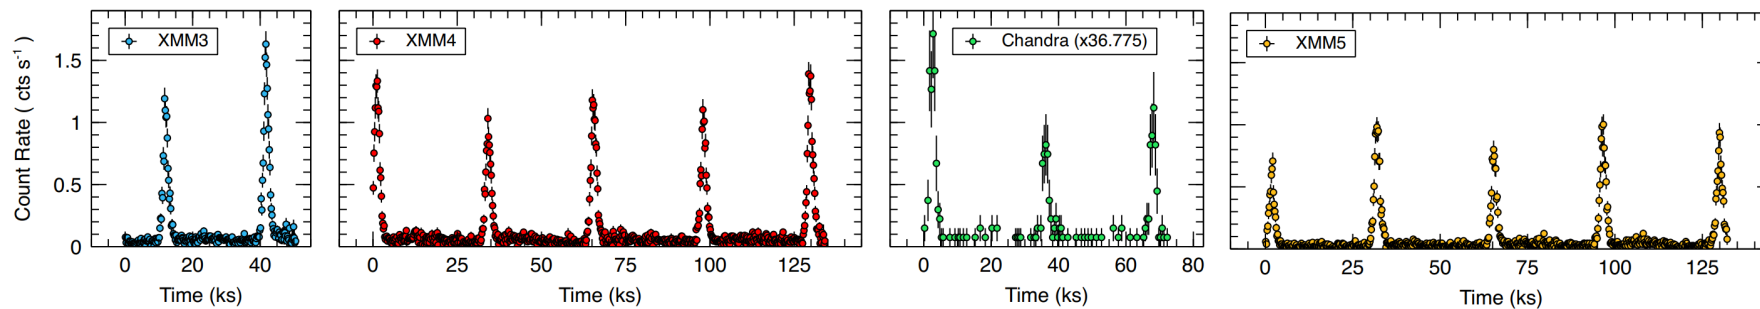 XMM3
XMM4
Chandra (x36.775)
XMM5
Count Rate ( cts s⁻¹ )
1.5
1
0.5
0
0 20 40
0 25 50 75 100 125
0 20 40 60 80
0 25 50 75 100 125
Time (ks)
Time (ks)
Time (ks)
Time (ks)